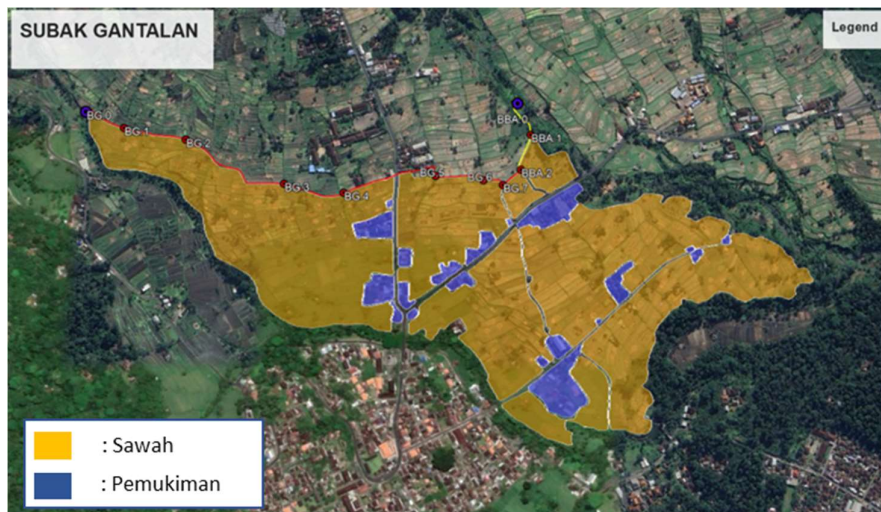 SUBAK GANTALAN
Legend
BG.0
BG.1
BG.2
BG.3
BG.4
BG.5
BG.6
BG.7
BBA.0
BBA.1
BBA.2
: Sawah
: Pemukiman